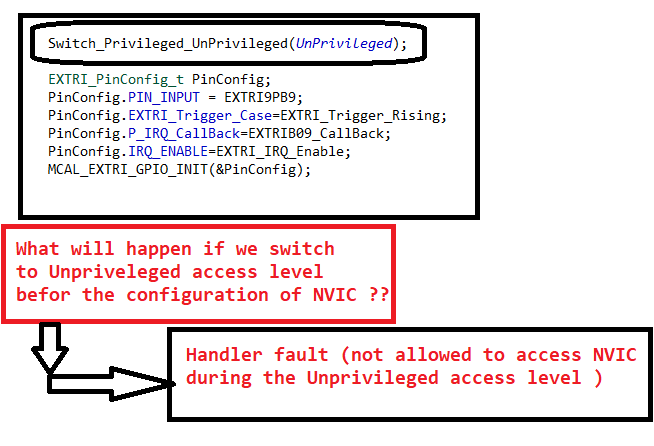 Switch_Privileged_UnPrivileged(UnPrivileged);
EXTRI_PinConfig_t PinConfig;
PinConfig.PIN_INPUT = EXTRI9PB9;
PinConfig.EXTRI_Trigger_Case=EXTRI_Trigger_Rising;
PinConfig.P_IRQ_CallBack=EXTRIB09_CallBack;
PinConfig.IRQ_ENABLE=EXTRI_IRQ_Enable;
MCAL_EXTRI_GPIO_INIT(&PinConfig);
What will happen if we switch
to Unpriveleged access level
befor the configuration of NVIC ??
Handler fault (not allowed to access NVIC
during the Unprivileged access level )